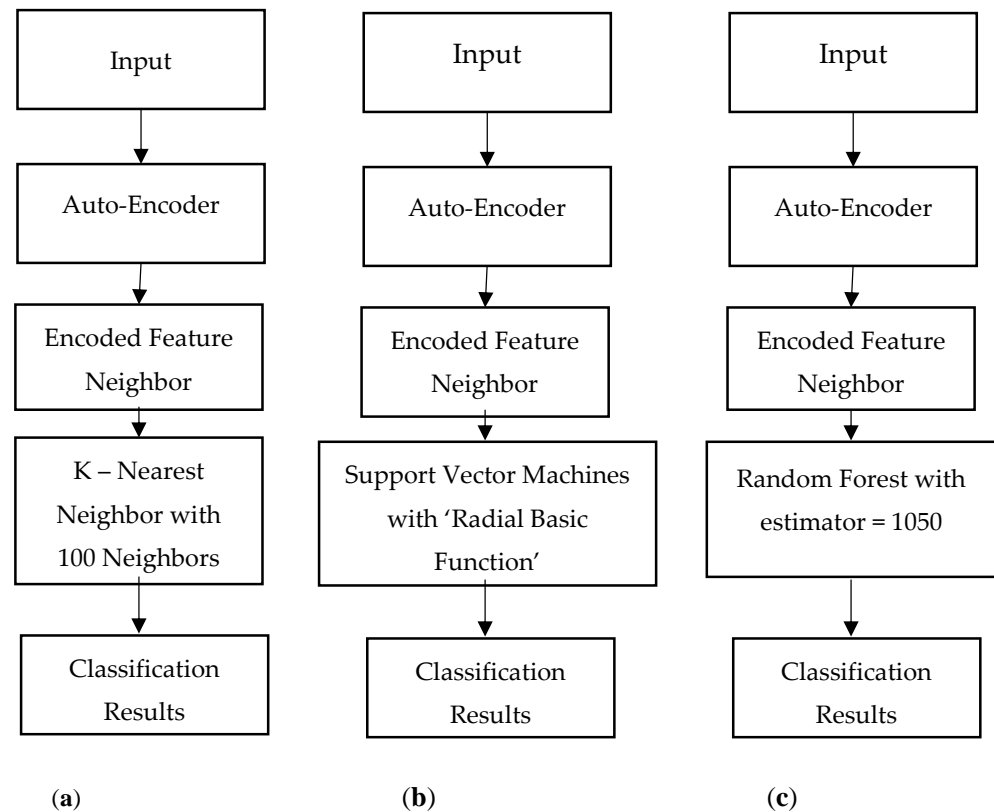 Input
Auto-Encoder
Encoded Feature
Neighbor
K – Nearest
Neighbor with
100 Neighbors
Classification
Results
(a)
Input
Auto-Encoder
Encoded Feature
Neighbor
Support Vector Machines
with ‘Radial Basic
Function’
Classification
Results
(b)
Input
Auto-Encoder
Encoded Feature
Neighbor
Random Forest with
estimator = 1050
Classification
Results
(c)